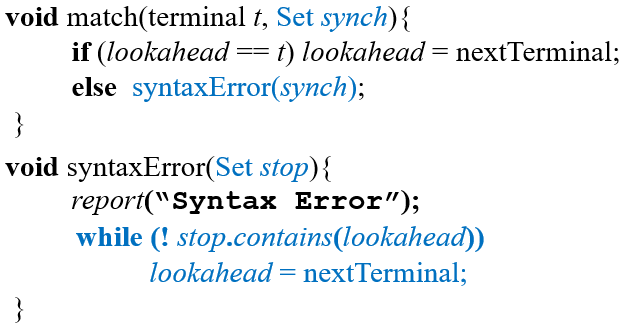 void match(terminal t, Set synch){
if (lookahead == t) lookahead = nextTerminal;
else syntaxError(synch);
}
void syntaxError(Set stop){
report(“Syntax Error”);
while (! stop.contains(lookahead))
lookahead = nextTerminal;
}